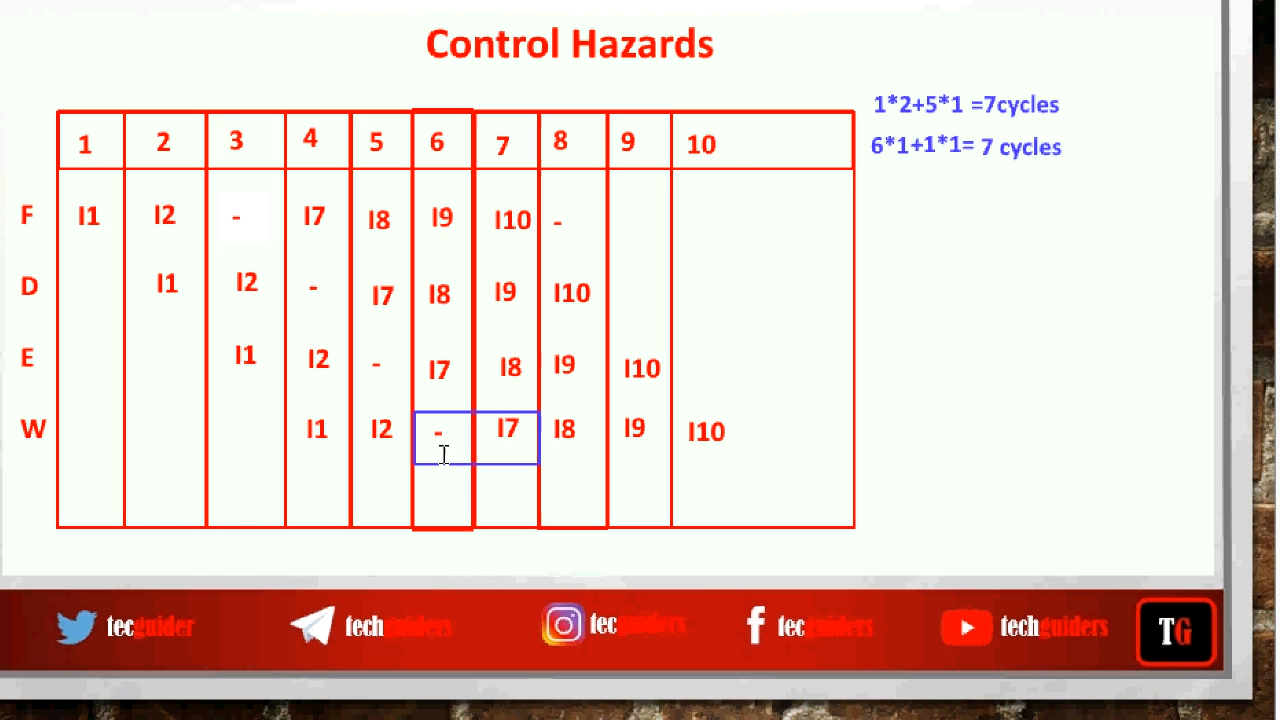 Control Hazards
1*2+5*1 =7cycles
6*1+1*1= 7 cycles
1 2 3 4 5 6 7 8 9 10
F I1 I2 - I7 I8 I9 I10 -
D I1 I2 - I7 I8 I9 I10
E I1 I2 - I7 I8 I9 I10
W I1 I2 - I7 I8 I9 I10
tecguider techguiders tecguiders tecguiders techguiders TG